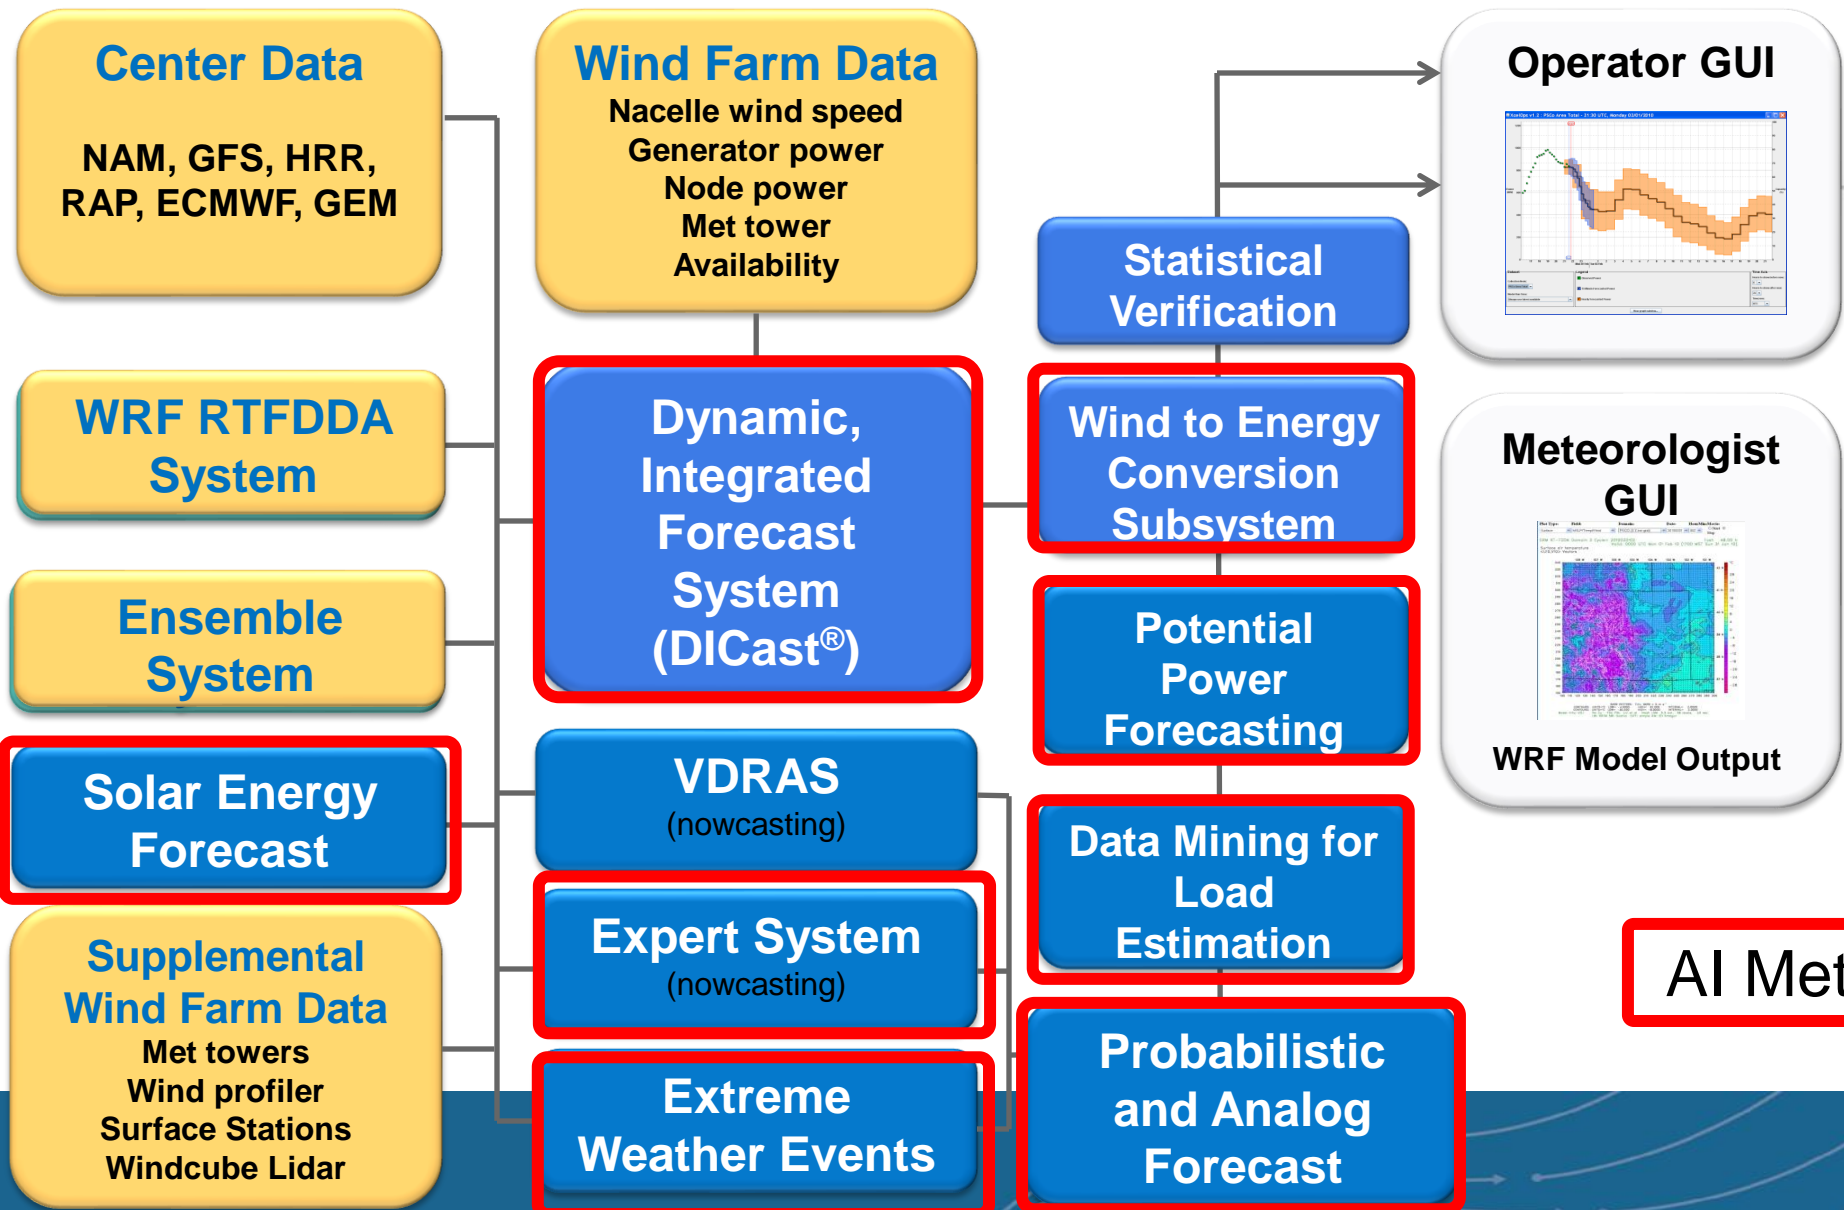 Center Data
NAM, GFS, HRR,
RAP, ECMWF, GEM
Wind Farm Data
Nacelle wind speed
Generator power
Node power
Met tower
Availability
Operator GUI
Statistical
Verification
WRF RTFDDA
System
Dynamic,
Integrated
Forecast
System
(DICast®)
Wind to Energy
Conversion
Subsystem
Meteorologist
GUI
WRF Model Output
Ensemble
System
Potential
Power
Forecasting
Solar Energy
Forecast
VDRAS
(nowcasting)
Data Mining for
Load
Estimation
Expert System
(nowcasting)
Supplemental
Wind Farm Data
Met towers
Wind profiler
Surface Stations
Windcube Lidar
Extreme
Weather Events
Probabilistic
and Analog
Forecast
AI Met